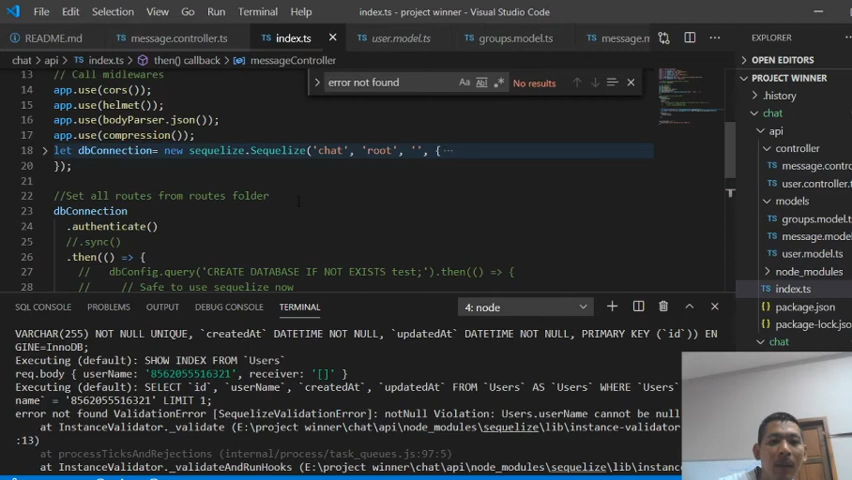 File Edit Selection View Go Run Terminal Help
index.ts - project winner - Visual Studio Code
README.md message.controller.ts index.ts user.model.ts groups.model.ts message.n
EXPLORER
OPEN EDITORS
PROJECT WINNER
.history
chat
api
controller
message.contro
user.controller.t
models
groups.model.ts
message.model
user.model.ts
node_modules
index.ts
package.json
package-lock.jso
chat
chat > api > index.ts > then() callback > messageController
error not found Aa Abl No results
13 // Call midlewares
14 app.use(cors());
15 app.use(helmet());
16 app.use(bodyParser.json());
17 app.use(compression());
18 let dbConnection= new sequelize.Sequelize('chat', 'root', '', { ...
20 });
21
22 //Set all routes from routes folder
23 dbConnection
24 .authenticate()
25 //.sync()
26 .then(() => {
27 // dbConfig.query('CREATE DATABASE IF NOT EXISTS test;').then(() => {
28 // // Safe to use sequelize now
SQL CONSOLE PROBLEMS OUTPUT DEBUG CONSOLE TERMINAL 4: node
VARCHAR(255) NOT NULL UNIQUE, `createdAt` DATETIME NOT NULL, `updatedAt` DATETIME NOT NULL, PRIMARY KEY (`id`)) EN
GINE=InnoDB;
Executing (default): SHOW INDEX FROM `Users`
req.body { userName: '8562055516321', receiver: '[]' }
Executing (default): SELECT `id`, `userName`, `createdAt`, `updatedAt` FROM `Users` AS `Users` WHERE `Users`
name` = '8562055516321' LIMIT 1;
error not found ValidationError [SequelizeValidationError]: notNull Violation: Users.userName cannot be null
at InstanceValidator._validate (E:\project winner\chat\api\node_modules\sequelize\lib\instance-validator
:13)
at processTicksAndRejections (internal/process/task_queues.js:97:5)
at InstanceValidator._validateAndRunHooks (E:\project winner\chat\api\node_modules\sequelize\lib\instanc